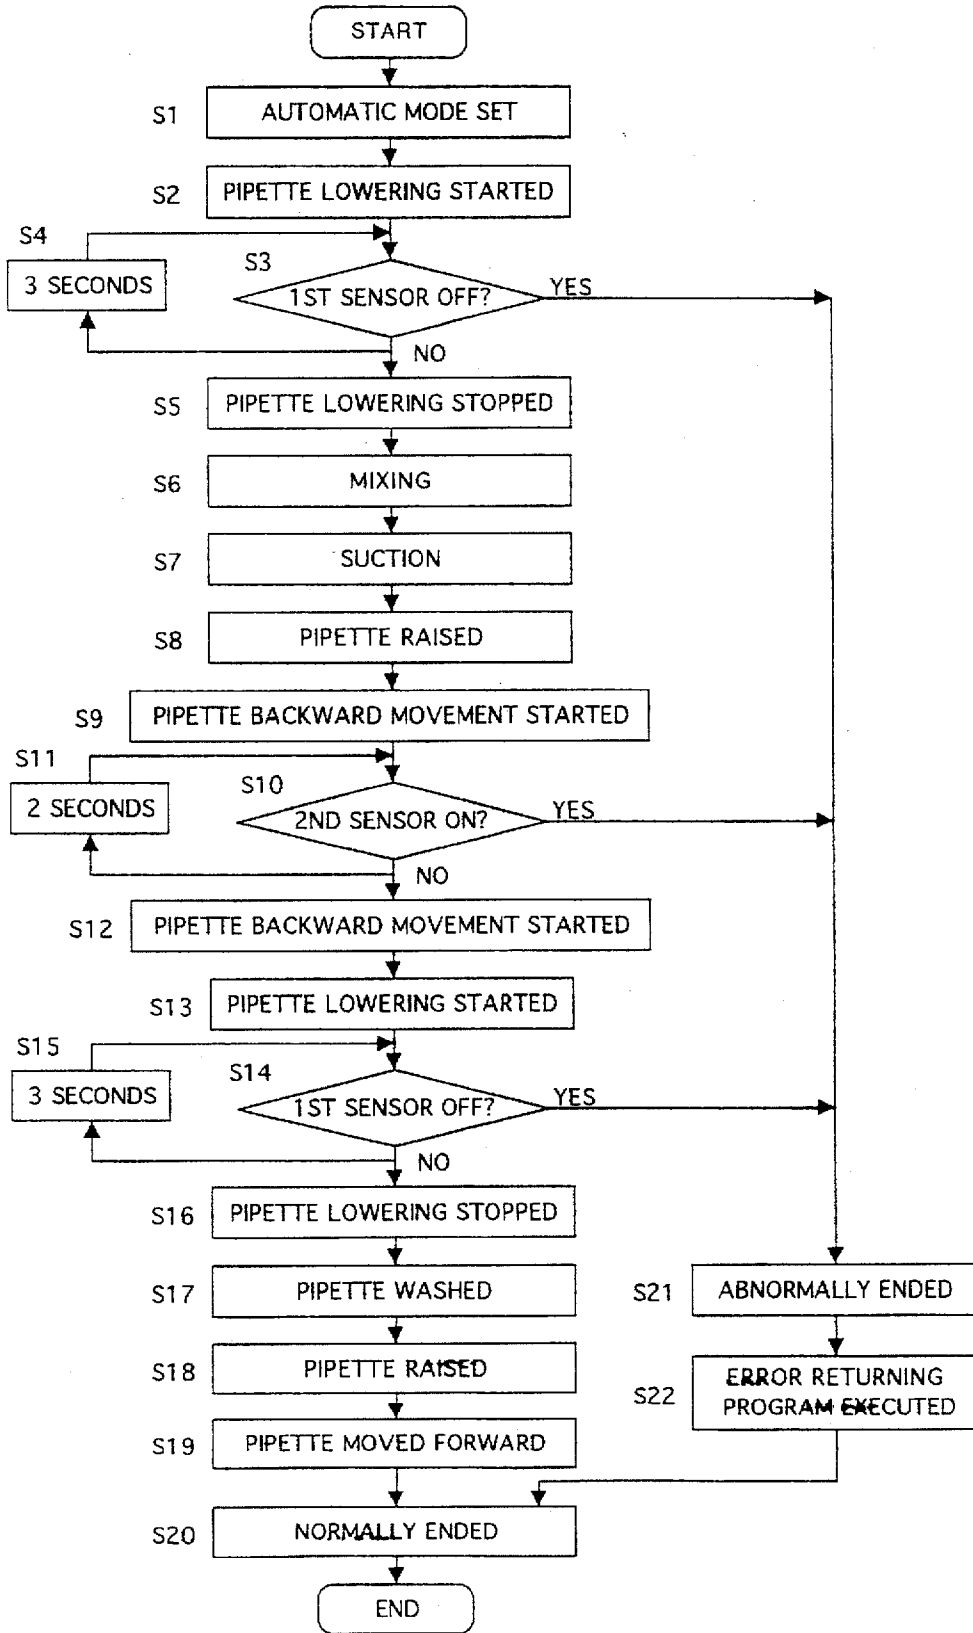 START
S1
AUTOMATIC MODE SET
S2
PIPETTE LOWERING STARTED
S4
3 SECONDS
S3
1ST SENSOR OFF?
YES
NO
S5
PIPETTE LOWERING STOPPED
S6
MIXING
S7
SUCTION
S8
PIPETTE RAISED
S9
PIPETTE BACKWARD MOVEMENT STARTED
S11
2 SECONDS
S10
2ND SENSOR ON?
YES
NO
S12
PIPETTE BACKWARD MOVEMENT STARTED
S13
PIPETTE LOWERING STARTED
S15
3 SECONDS
S14
1ST SENSOR OFF?
YES
NO
S16
PIPETTE LOWERING STOPPED
S17
PIPETTE WASHED
S21
ABNORMALLY ENDED
S18
PIPETTE RAISED
S22
ERROR RETURNING
PROGRAM EXECUTED
S19
PIPETTE MOVED FORWARD
S20
NORMALLY ENDED
END